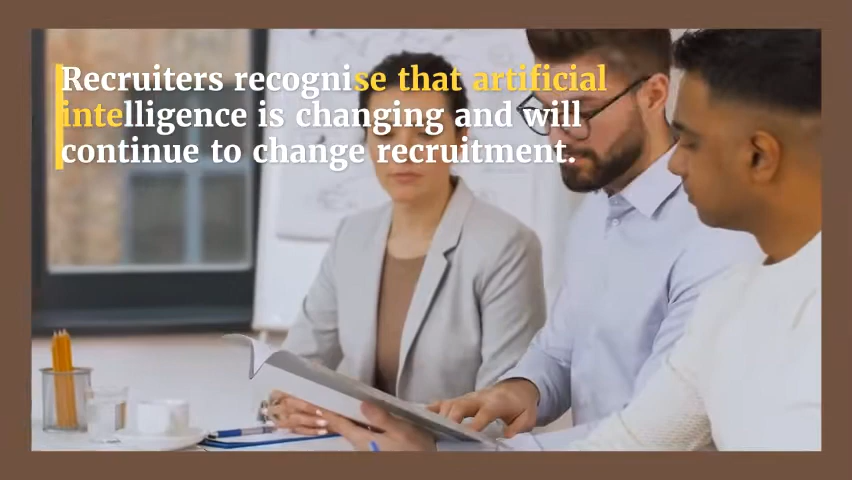 Recruiters recognise that artificial
intelligence is changing and will
continue to change recruitment.